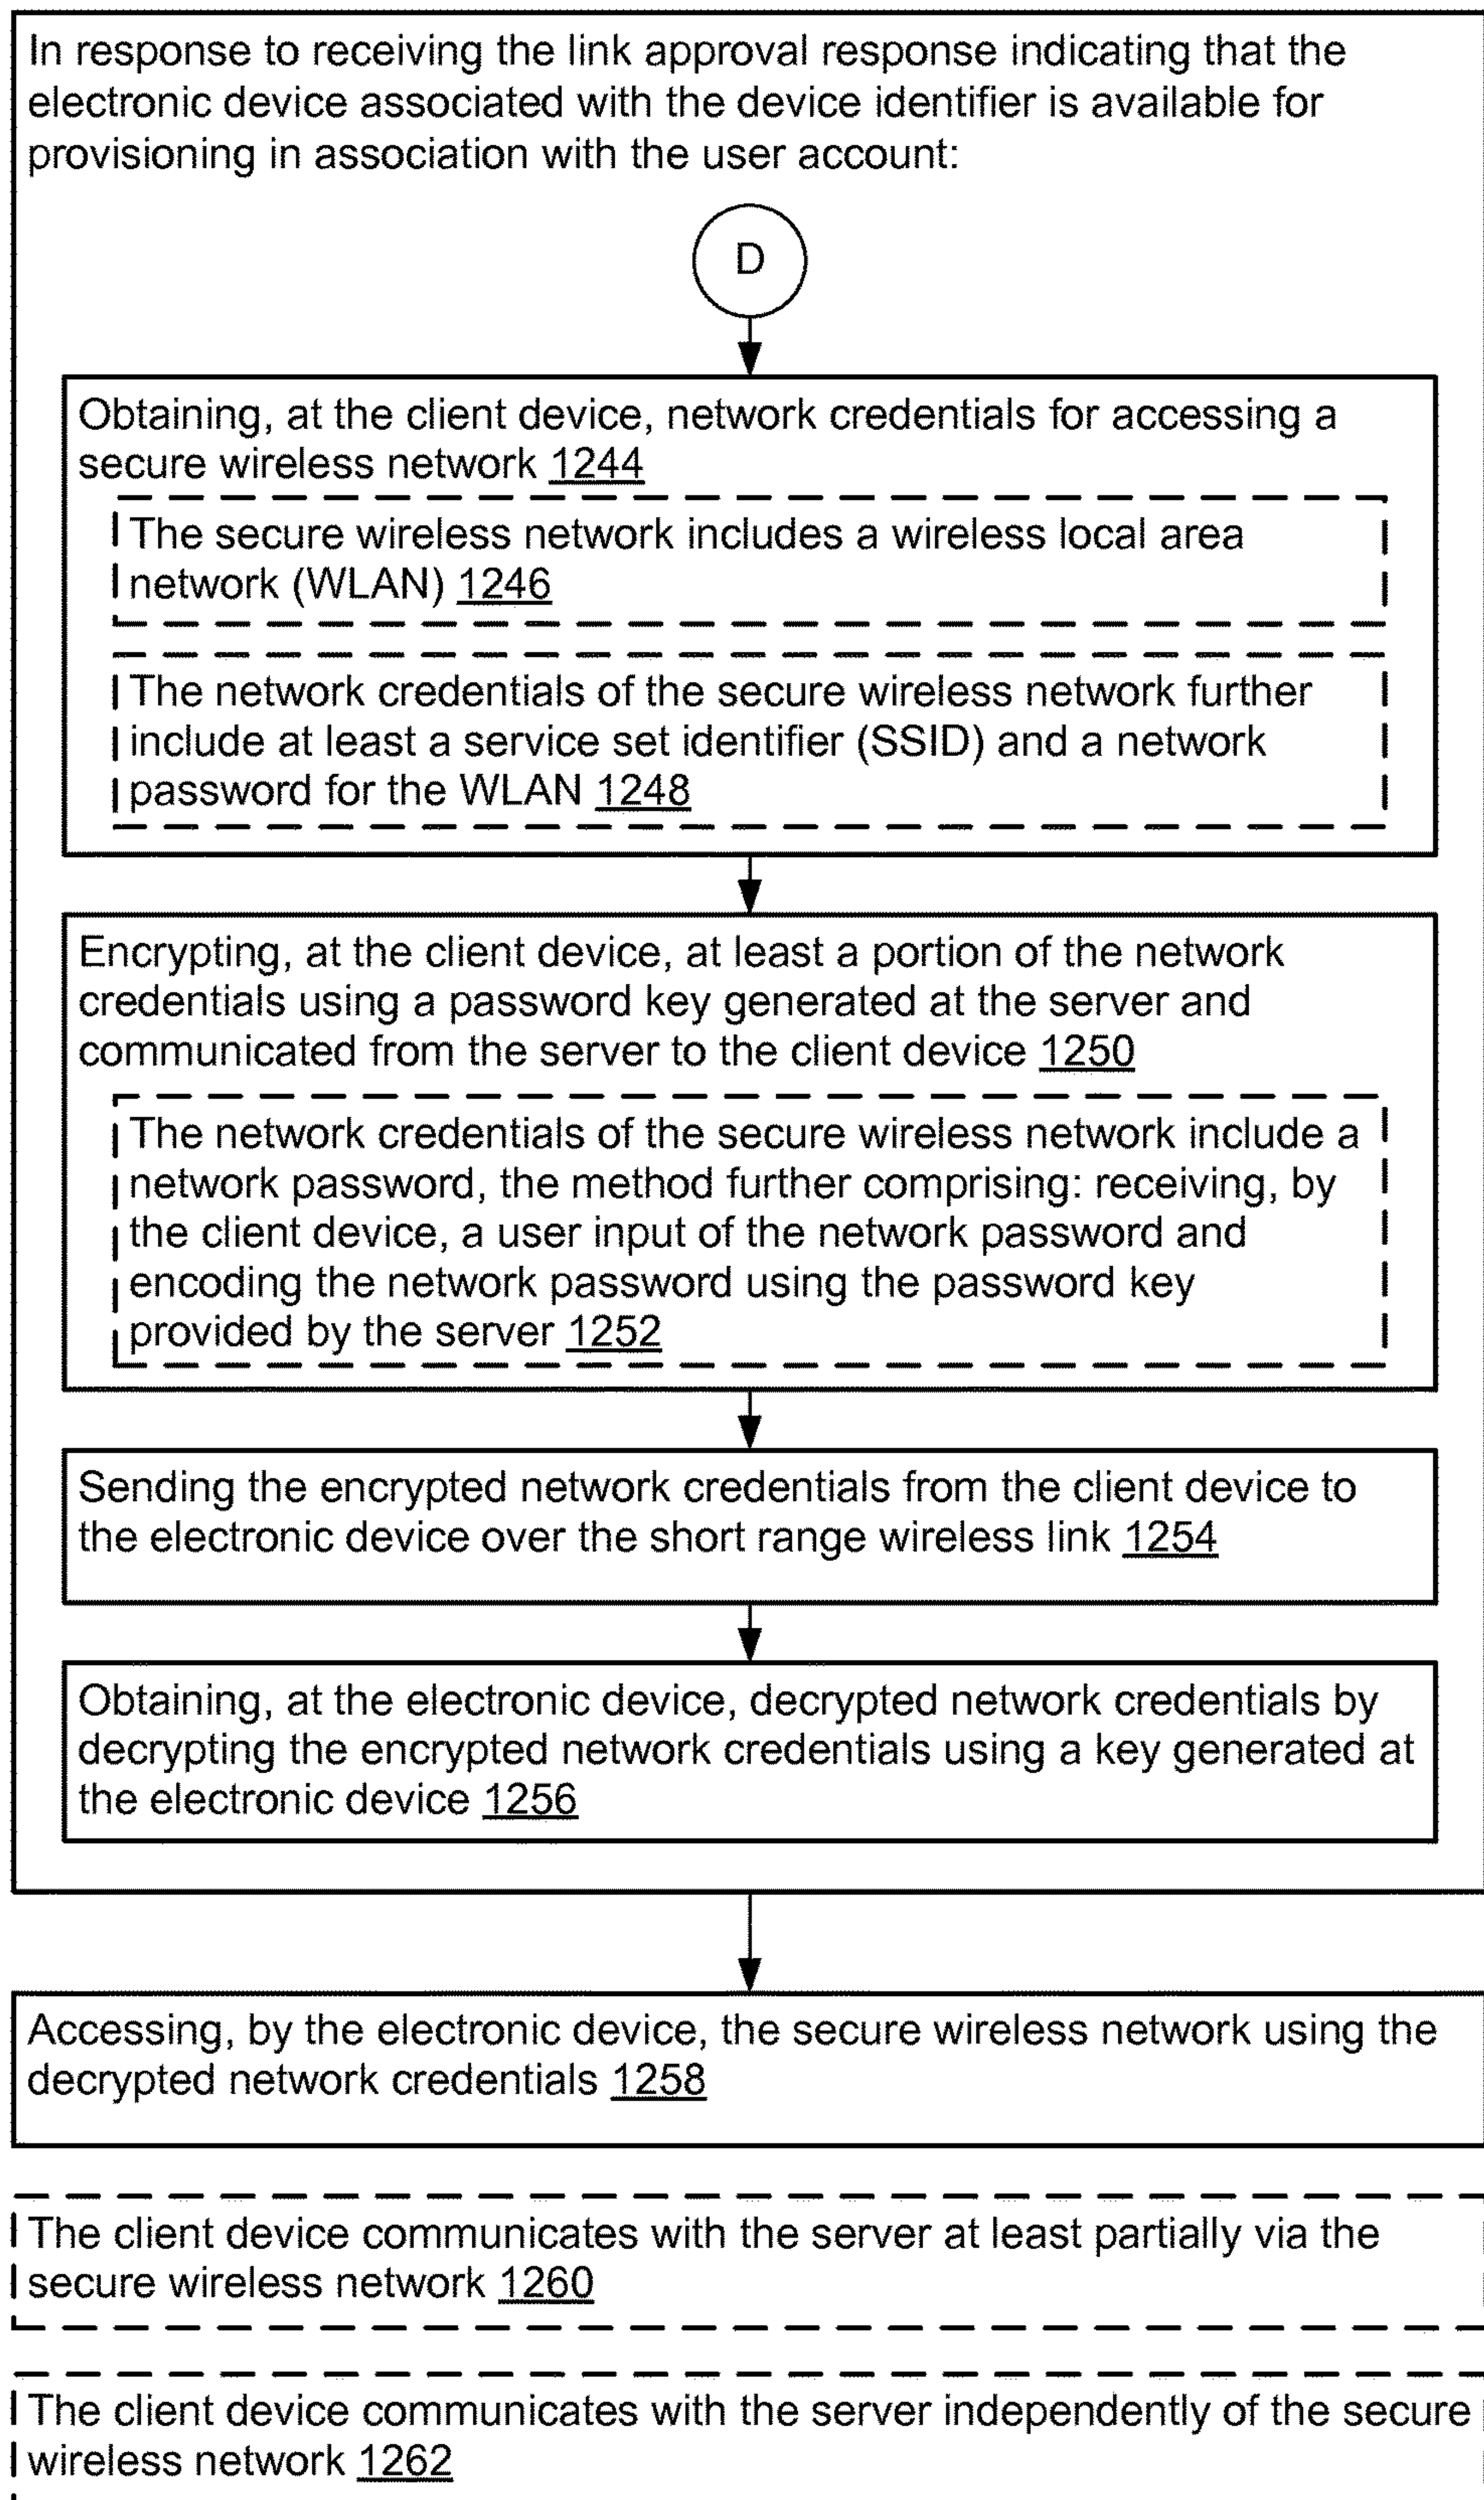 In response to receiving the link approval response indicating that the
electronic device associated with the device identifier is available for
provisioning in association with the user account:
D
Obtaining, at the client device, network credentials for accessing a
secure wireless network 1244
The secure wireless network includes a wireless local area
network (WLAN) 1246
The network credentials of the secure wireless network further
include at least a service set identifier (SSID) and a network
password for the WLAN 1248
Encrypting, at the client device, at least a portion of the network
credentials using a password key generated at the server and
communicated from the server to the client device 1250
The network credentials of the secure wireless network include a
network password, the method further comprising: receiving, by
the client device, a user input of the network password and
encoding the network password using the password key
provided by the server 1252
Sending the encrypted network credentials from the client device to
the electronic device over the short range wireless link 1254
Obtaining, at the electronic device, decrypted network credentials by
decrypting the encrypted network credentials using a key generated at
the electronic device 1256
Accessing, by the electronic device, the secure wireless network using the
decrypted network credentials 1258
The client device communicates with the server at least partially via the
secure wireless network 1260
The client device communicates with the server independently of the secure
wireless network 1262